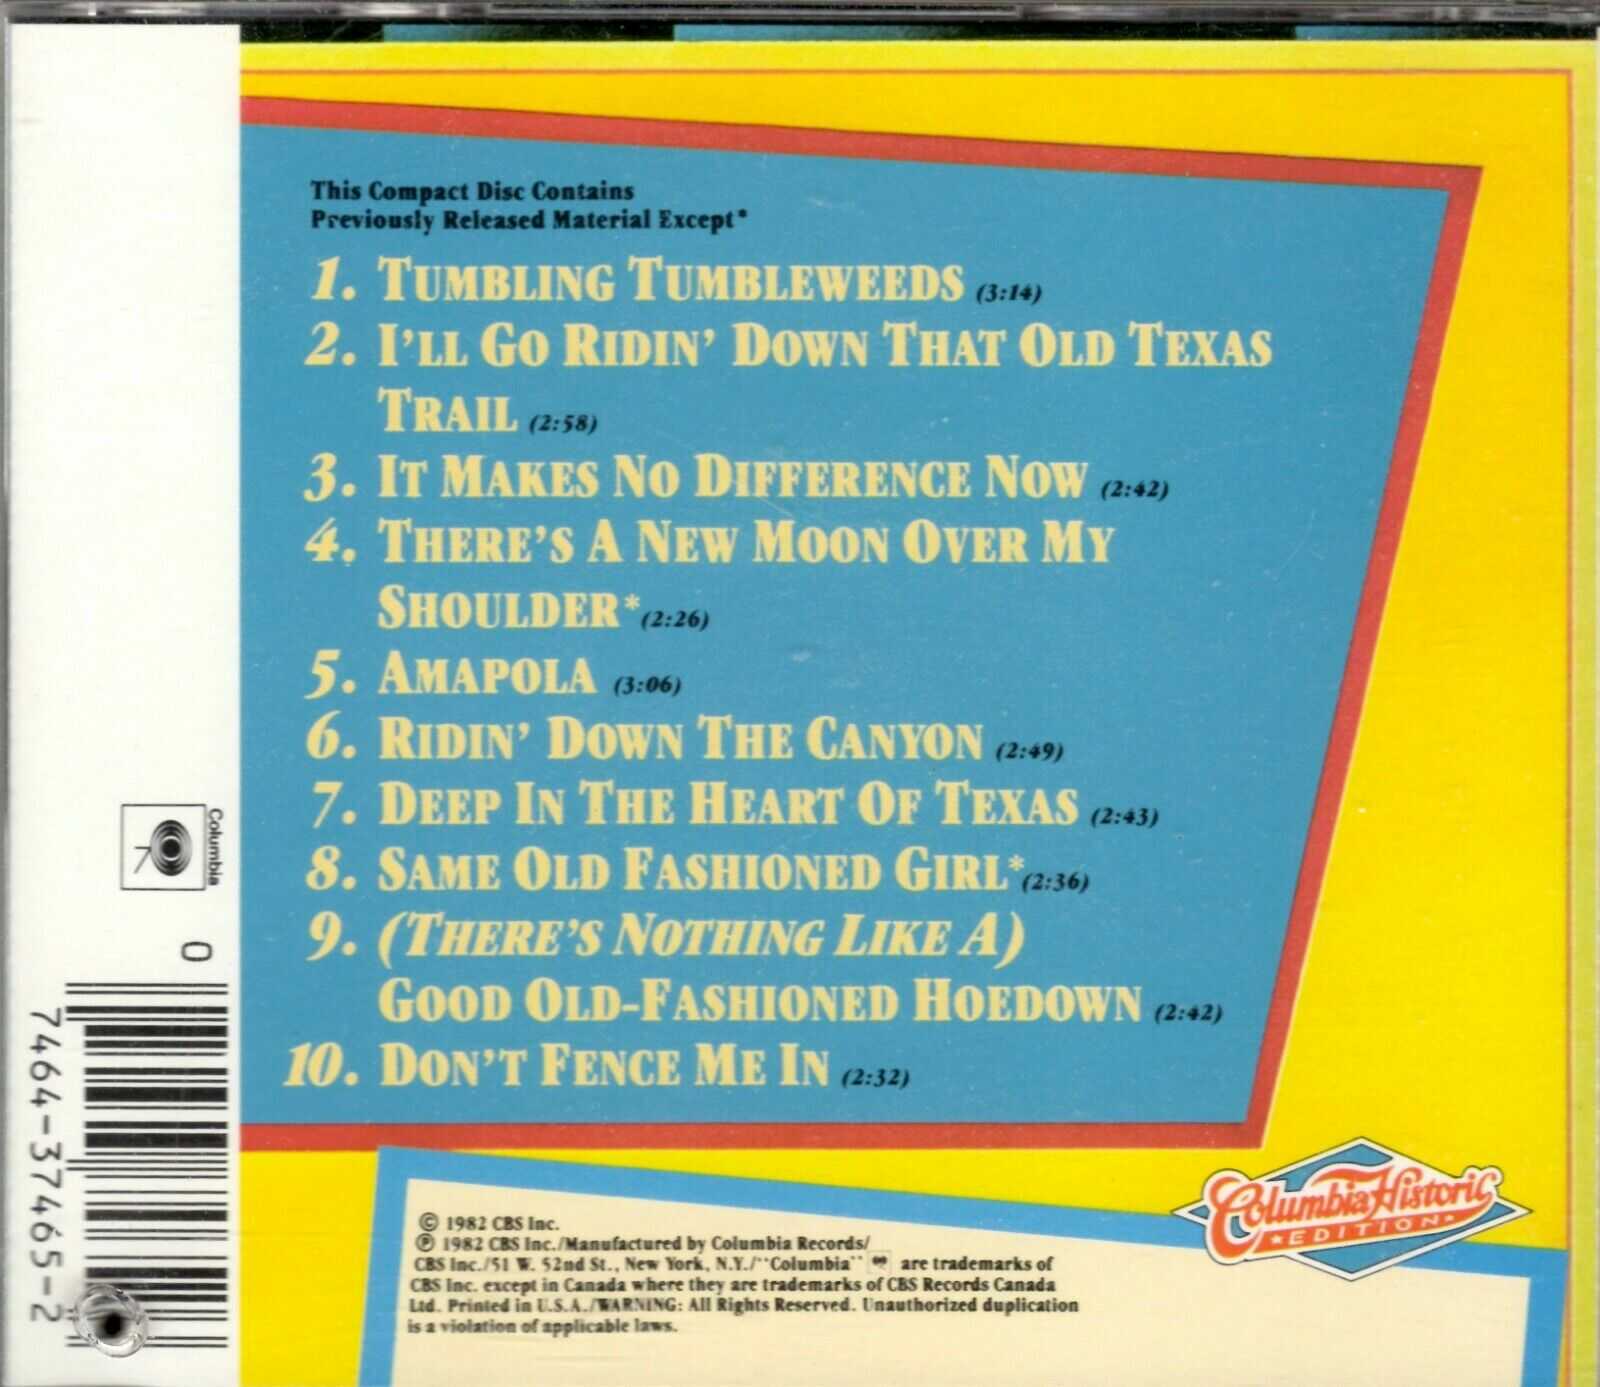 This Compact Disc Contains
Previously Released Material Except*
1. TUMBLING TUMBLEWEEDS (3:14)
2. I'LL GO RIDIN' DOWN THAT OLD TEXAS
TRAIL (2:58)
3. IT MAKES NO DIFFERENCE NOW (2:42)
4. THERE'S A NEW MOON OVER MY
SHOULDER* (2:26)
5. AMAPOLA (3:06)
6. RIDIN' DOWN THE CANYON (2:49)
7. DEEP IN THE HEART OF TEXAS (2:43)
8. SAME OLD FASHIONED GIRL* (2:36)
9. (THERE'S NOTHING LIKE A)
GOOD OLD-FASHIONED HOEDOWN (2:42)
10. DON'T FENCE ME IN (2:32)
© 1982 CBS Inc.
℗ 1982 CBS Inc./Manufactured by Columbia Records/
CBS Inc./51 W. 52nd St., New York, N.Y./"Columbia" are trademarks of
CBS Inc. except in Canada where they are trademarks of CBS Records Canada
Ltd. Printed in U.S.A./WARNING: All Rights Reserved. Unauthorized duplication
is a violation of applicable laws.
Columbia Historic
EDITION
Columbia
7
0
7464-37465-2